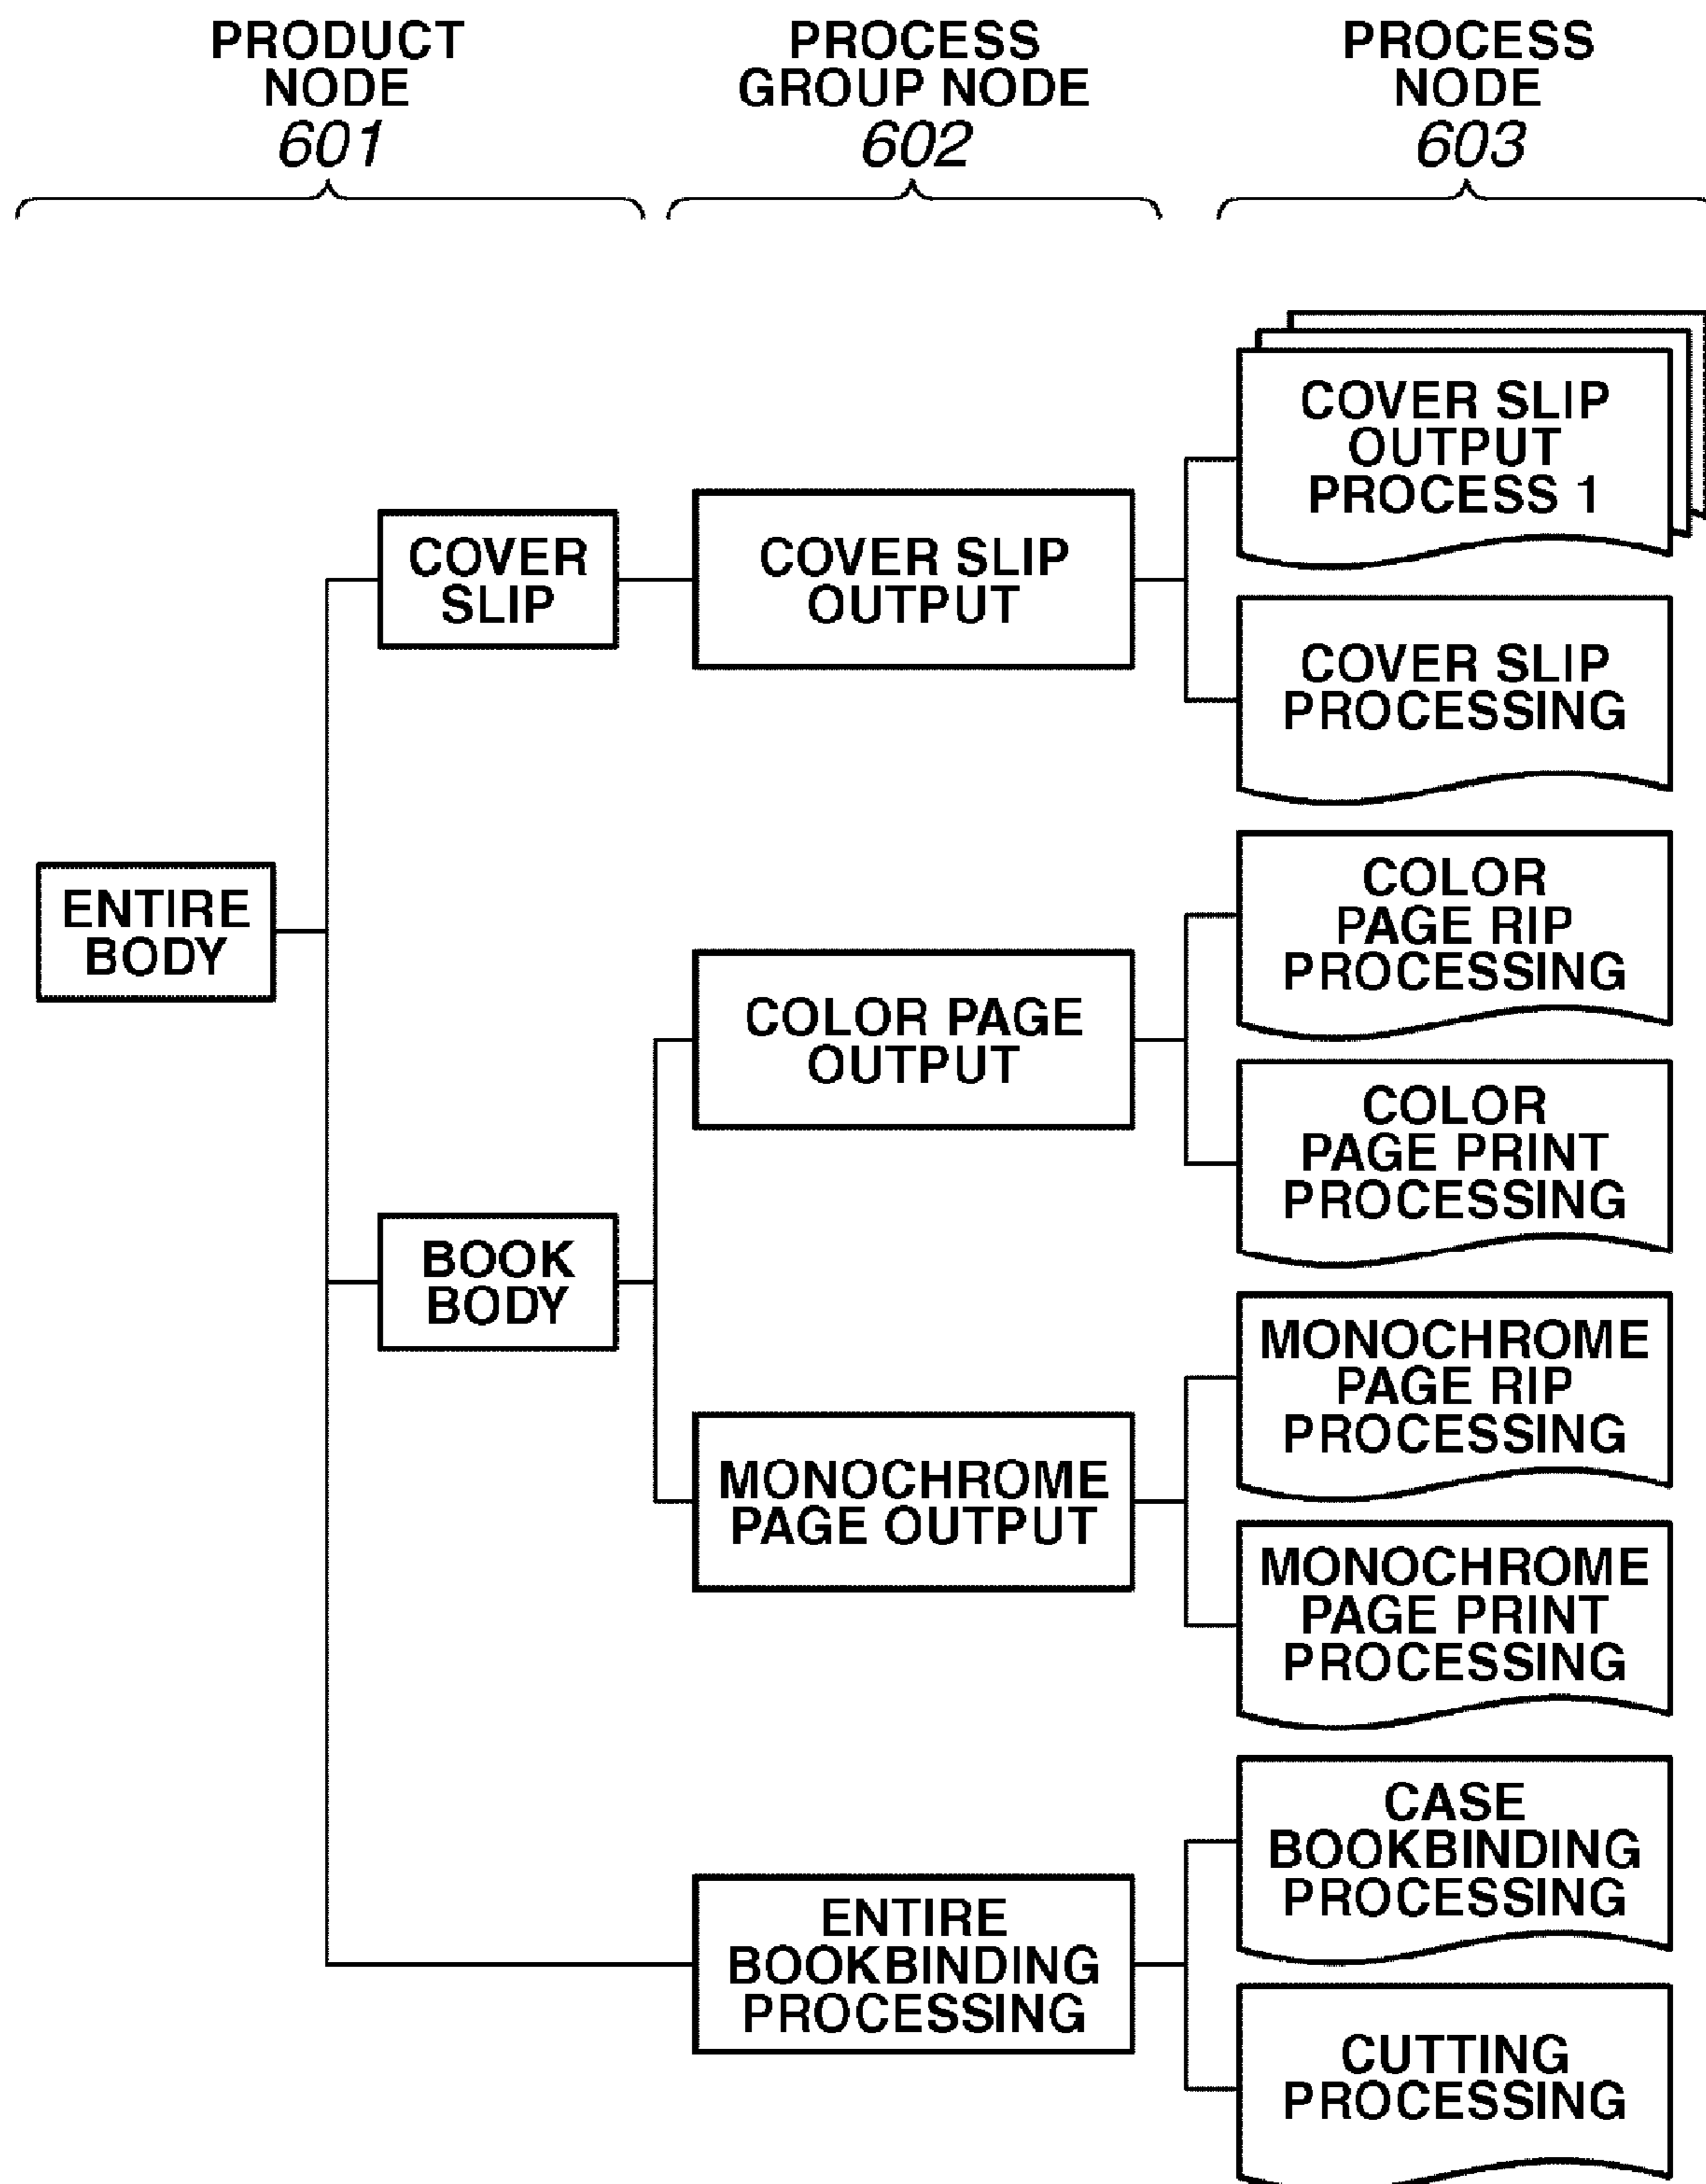 PRODUCT
NODE
601
PROCESS
GROUP NODE
602
PROCESS
NODE
603
ENTIRE
BODY
COVER
SLIP
COVER SLIP
OUTPUT
COVER SLIP
OUTPUT
PROCESS 1
COVER SLIP
PROCESSING
BOOK
BODY
COLOR PAGE
OUTPUT
COLOR
PAGE RIP
PROCESSING
COLOR
PAGE PRINT
PROCESSING
MONOCHROME
PAGE OUTPUT
MONOCHROME
PAGE RIP
PROCESSING
MONOCHROME
PAGE PRINT
PROCESSING
ENTIRE
BOOKBINDING
PROCESSING
CASE
BOOKBINDING
PROCESSING
CUTTING
PROCESSING